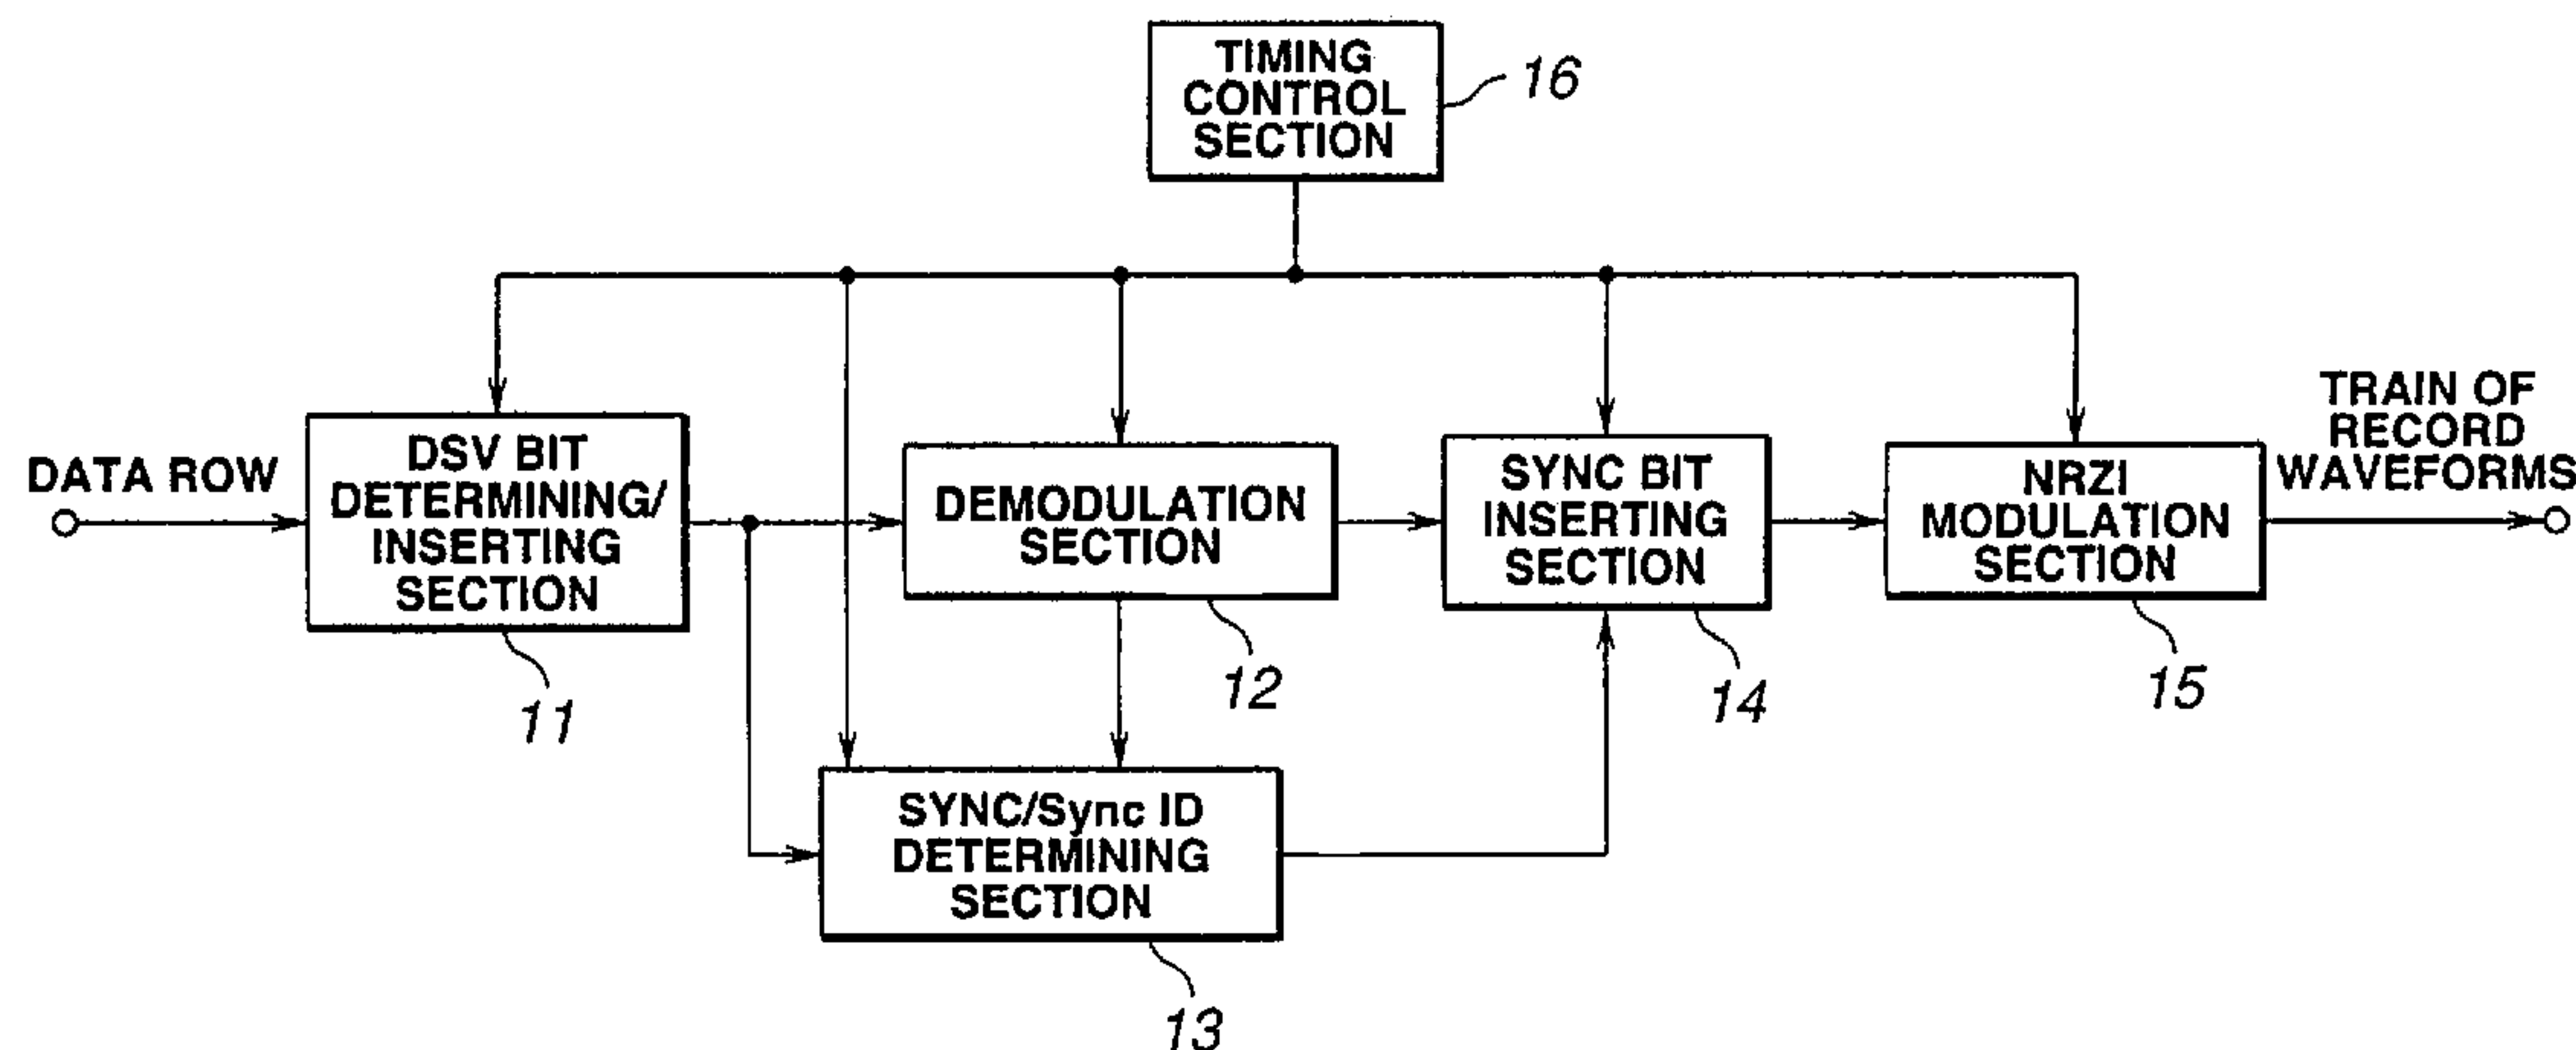 TIMING
CONTROL
SECTION
16
DATA ROW
DSV BIT
DETERMINING/
INSERTING
SECTION
11
DEMODULATION
SECTION
12
SYNC BIT
INSERTING
SECTION
14
NRZI
MODULATION
SECTION
15
TRAIN OF
RECORD
WAVEFORMS
SYNC/Sync ID
DETERMINING
SECTION
13